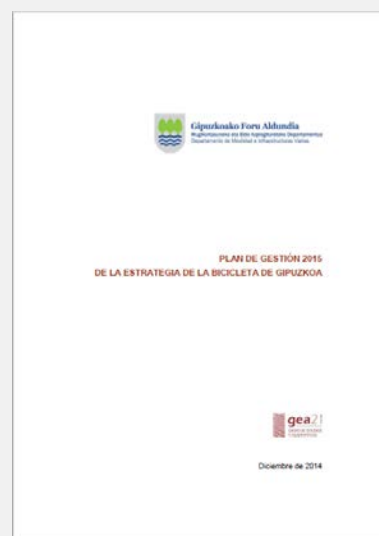 Gipuzkoako Foru Aldundia
Mugikortasuneko eta Bide Azpiegituretako Departamentua
Departamento de Movilidad e Infraestructuras Viarias
PLAN DE GESTIÓN 2015
DE LA ESTRATEGIA DE LA BICICLETA DE GIPUZKOA
gea21
Diciembre de 2014